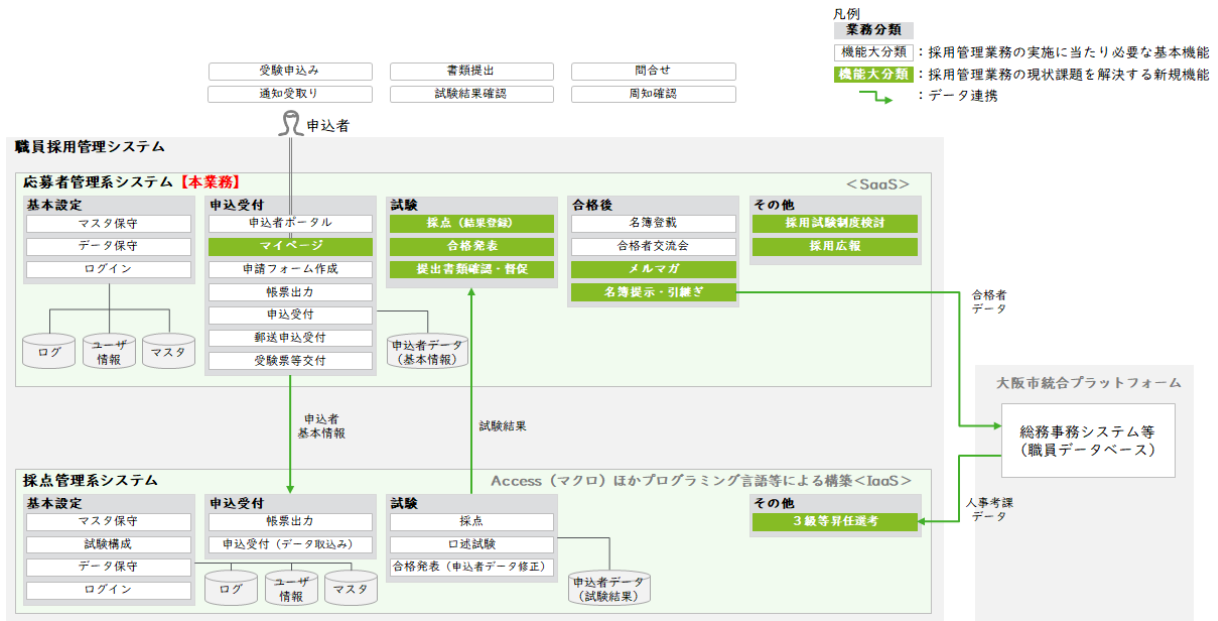 凡例
業務分類
機能大分類 ：採用管理業務の実施に当たり必要な基本機能
機能大分類 ：採用管理業務の現状課題を解決する新規機能
：データ連携
受験申込み
書類提出
問合せ
通知受取り
試験結果確認
周知確認
申込者
職員採用管理システム
応募者管理系システム【本業務】
＜SaaS＞
基本設定
マスタ保守
データ保守
ログイン
ログ
ユーザ
情報
マスタ
申込受付
申込者ポータル
マイページ
申請フォーム作成
帳票出力
申込受付
郵送申込受付
受験票等交付
申込者データ
（基本情報）
試験
採点（結果登録）
合格発表
提出書類確認・督促
合格後
名簿登載
合格者交流会
メルマガ
名簿提示・引継ぎ
その他
採用試験制度検討
採用広報
合格者
データ
申込者
基本情報
試験結果
大阪市統合プラットフォーム
総務事務システム等
（職員データベース）
人事考課
データ
採点管理系システム
Access（マクロ）ほかプログラミング言語等による構築＜IaaS＞
基本設定
マスタ保守
試験構成
データ保守
ログイン
申込受付
帳票出力
申込受付（データ取込み）
ログ
ユーザ
情報
マスタ
試験
採点
口述試験
合格発表（申込者データ修正）
申込者データ
（試験結果）
その他
３級等昇任選考